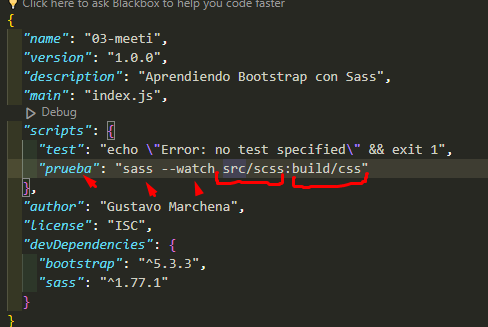 Click here to ask Blackbox to help you code faster
{
"name": "03-meeti",
"version": "1.0.0",
"description": "Aprendiendo Bootstrap con Sass",
"main": "index.js",
Debug
"scripts": {
"test": "echo \"Error: no test specified\" && exit 1",
"prueba": "sass --watch src/scss:build/css"
},
"author": "Gustavo Marchena",
"license": "ISC",
"devDependencies": {
"bootstrap": "^5.3.3",
"sass": "^1.77.1"
}
}